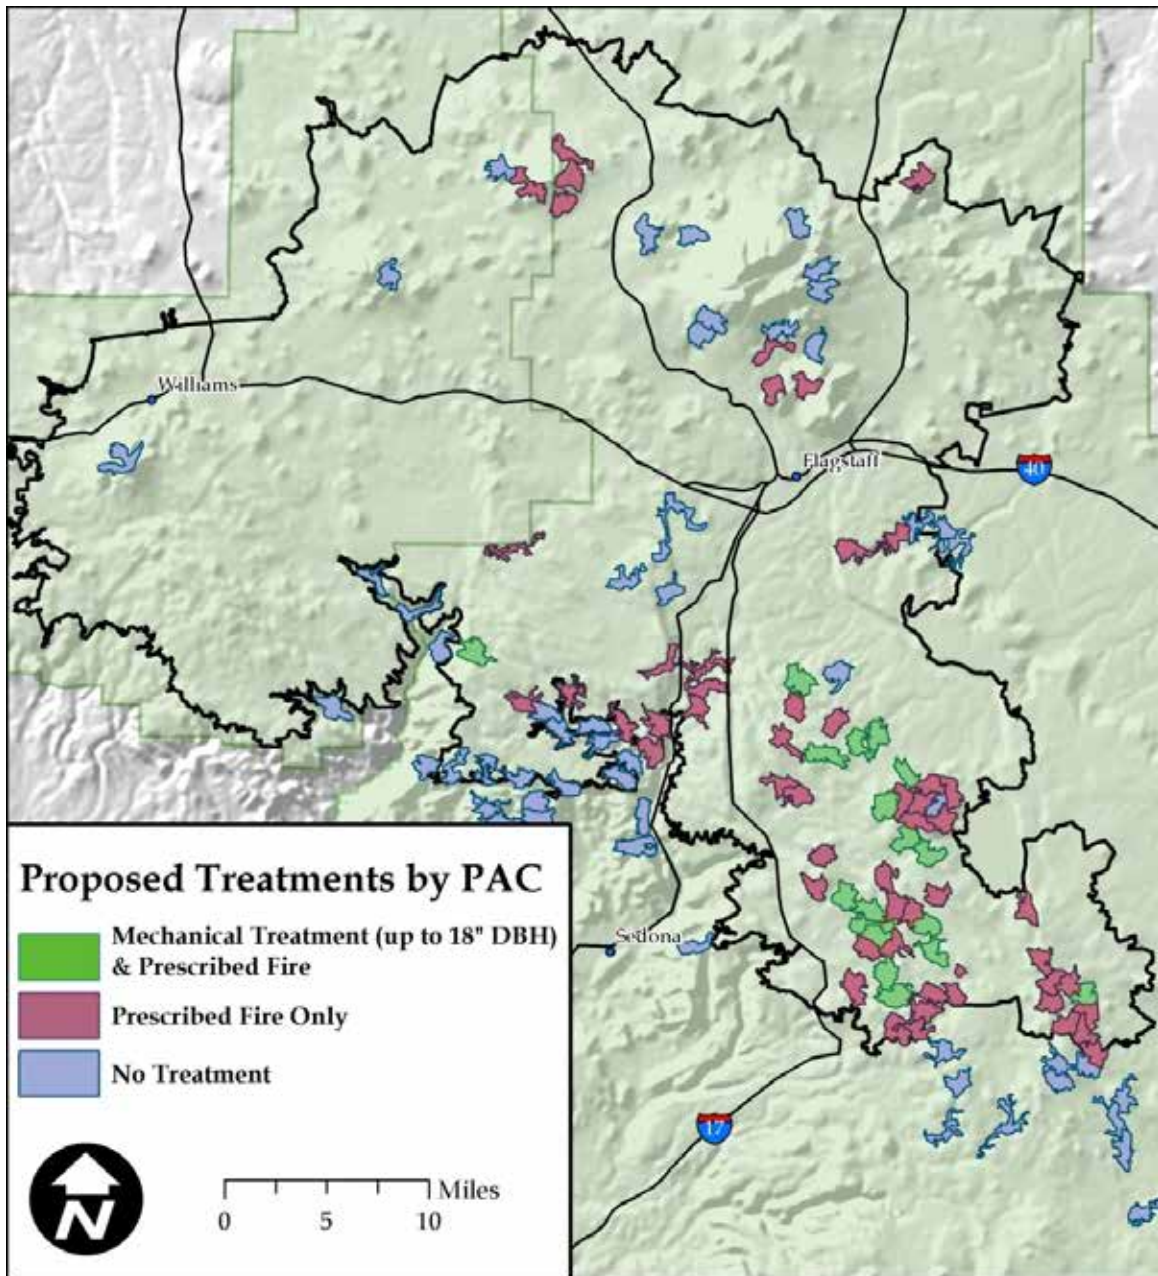 Williams
Flagstaff
40
Sedona
17
Proposed Treatments by PAC
Mechanical Treatment (up to 18" DBH)
& Prescribed Fire
Prescribed Fire Only
No Treatment
N
Miles
0 5 10